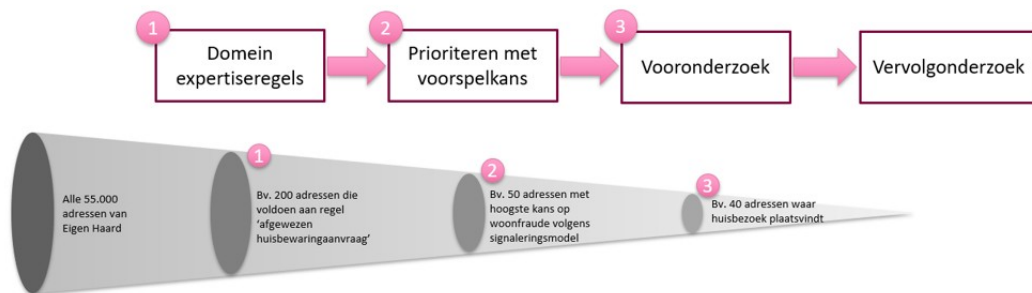 1
Domein
expertiseregels
2
Prioriteren met
voorspelkans
3
Vooronderzoek
Vervolgonderzoek
Alle 55.000
adressen van
Eigen Haard
1
Bv. 200 adressen die
voldoen aan regel
‘afgewezen
huisbewaringaanvraag’
2
Bv. 50 adressen met
hoogste kans op
woonfraude volgens
signaleringsmodel
3
Bv. 40 adressen waar
huisbezoek plaatsvindt